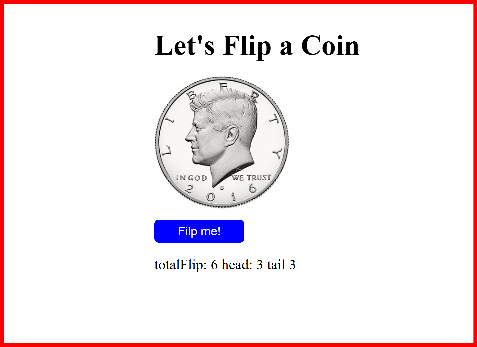 Let's Flip a Coin
LIBERTY
IN GOD WE TRUST
S
2016
Filp me!
totalFlip: 6 head: 3 tail 3